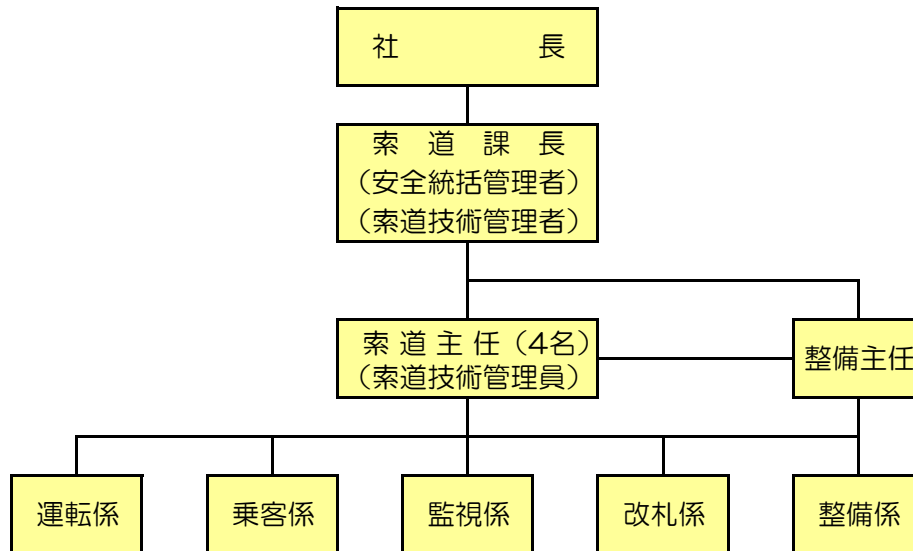 社長
索道課長
（安全統括管理者）
（索道技術管理者）
索道主任（4名）
（索道技術管理員）
整備主任
運転係
乗客係
監視係
改札係
整備係